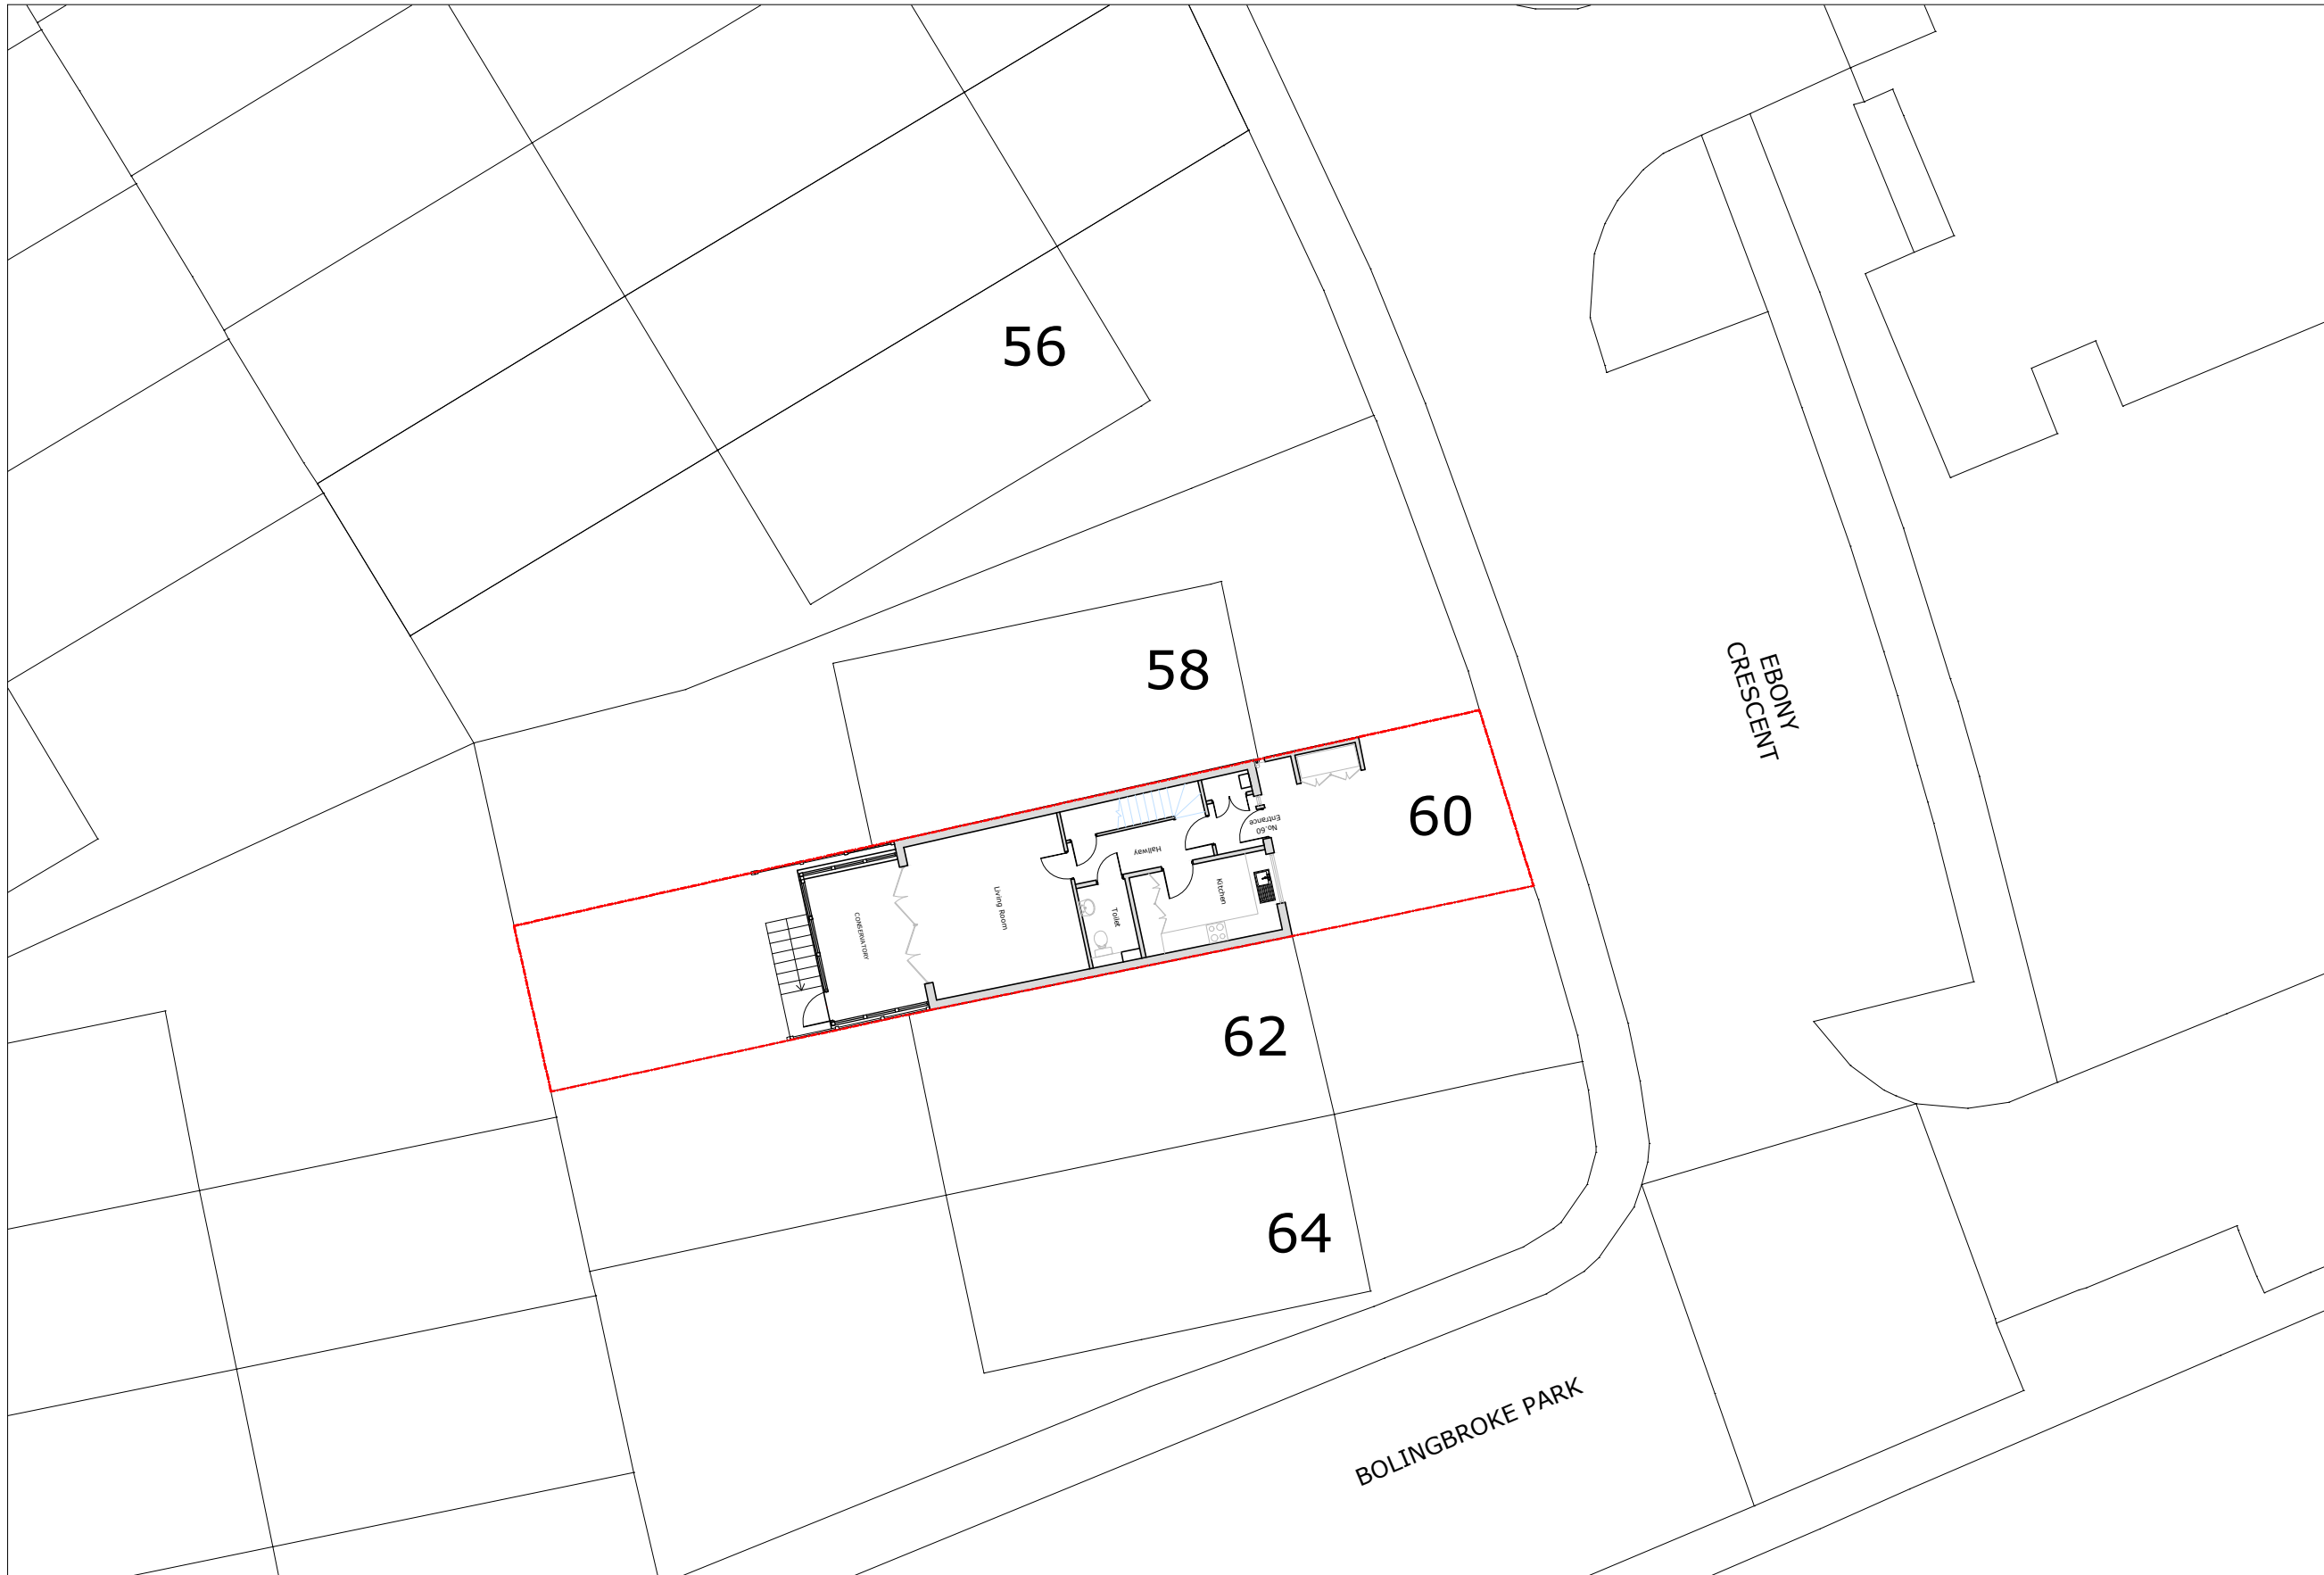 56
58
EBONY
CRESCENT
60
No.60
Entrance
Hallway
Living Room
Kitchen
Toilet
CONSERVATORY
62
64
BOLINGBROKE PARK